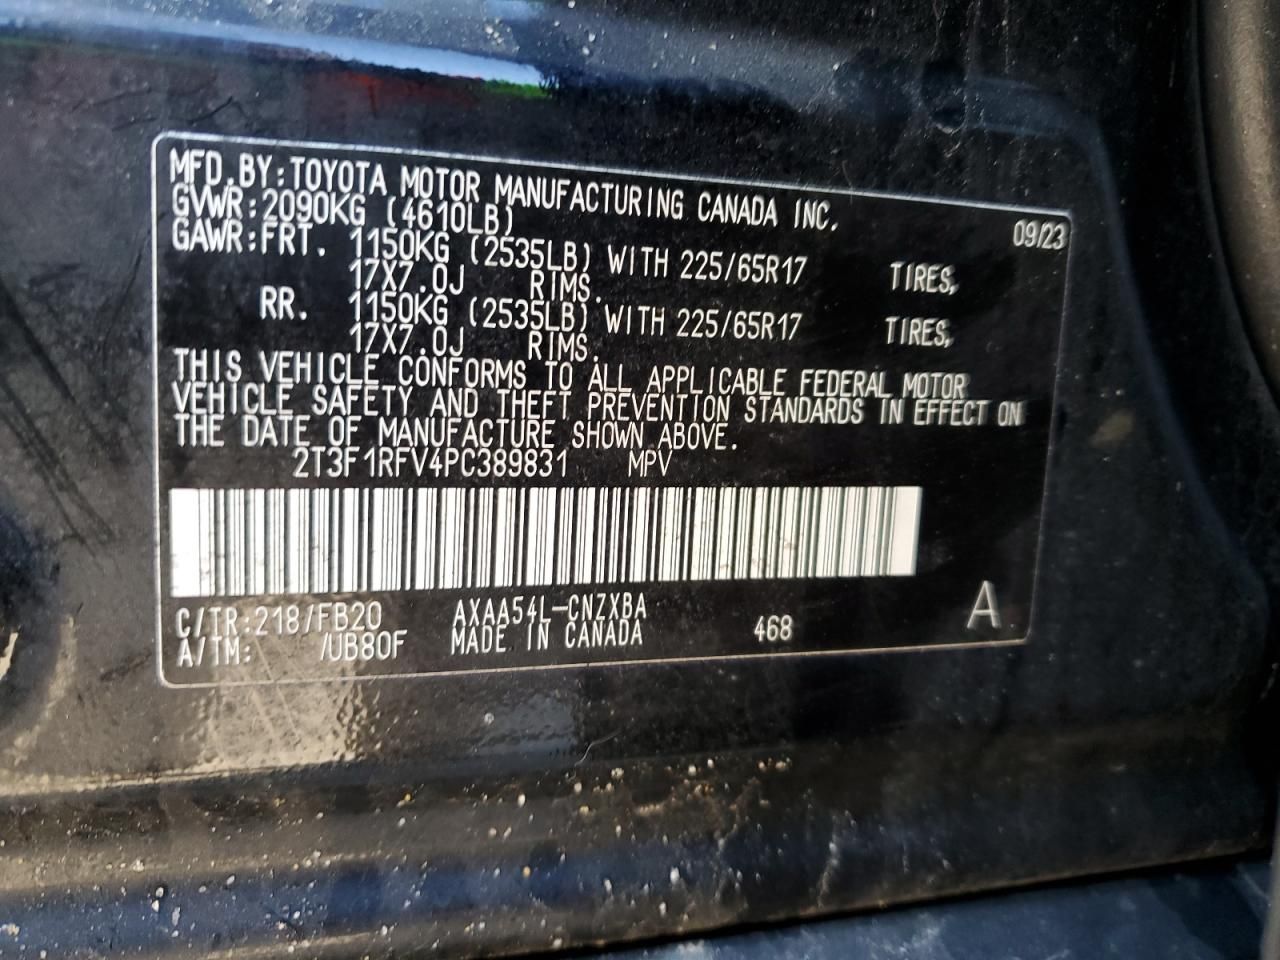 MFD.BY:TOYOTA MOTOR MANUFACTURING CANADA INC.
GVWR:2090KG (4610LB) 09/23
GAWR:FRT. 1150KG (2535LB) WITH 225/65R17 TIRES,
17X7.0J RIMS.
RR. 1150KG (2535LB) WITH 225/65R17 TIRES,
17X7.0J RIMS.
THIS VEHICLE CONFORMS TO ALL APPLICABLE FEDERAL MOTOR
VEHICLE SAFETY AND THEFT PREVENTION STANDARDS IN EFFECT ON
THE DATE OF MANUFACTURE SHOWN ABOVE.
2T3F1RFV4PC389831 MPV
C/TR:218/FB20 AXAA54L-CNZXBA
A/TM: /UB80F MADE IN CANADA 468 A